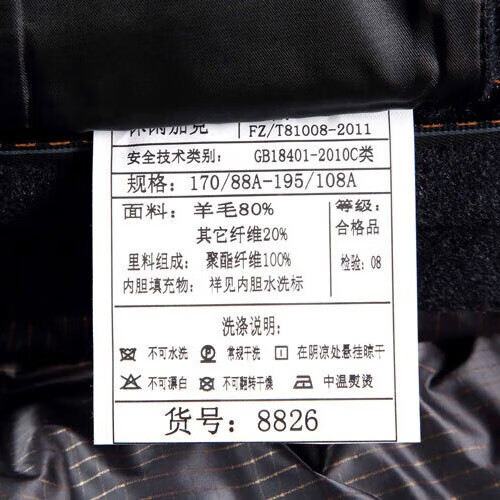 休闲加克 FZ/T81008-2011
安全技术类别: GB18401-2010C类
规格: 170/88A-195/108A
面料: 羊毛80% 等级:
其它纤维20% 合格品
里料组成: 聚酯纤维100% 检验: 08
内胆填充物: 祥见内胆水洗标
洗涤说明:
不可水洗 P 常规干洗 在阴凉处悬挂晾干
不可漂白 不可翻转干燥 中温熨烫
货号: 8826